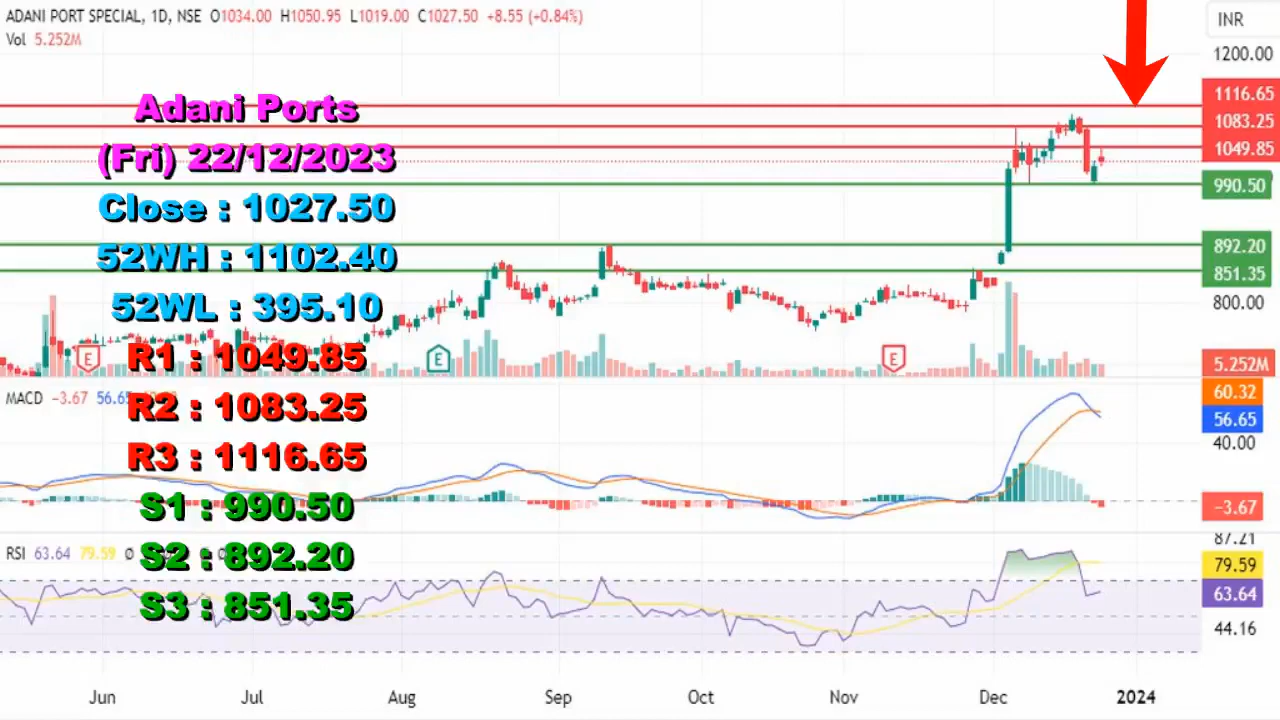 ADANI PORT SPECIAL, 1D, NSE O1034.00 H1050.95 L1019.00 C1027.50 +8.55 (+0.84%)
INR
Vol 5.252M
1200.00
1116.65
1083.25
1049.85
990.50
892.20
851.35
800.00
5.252M
Adani Ports
(Fri) 22/12/2023
Close : 1027.50
52WH : 1102.40
52WL : 395.10
R1 : 1049.85
R2 : 1083.25
R3 : 1116.65
S1 : 990.50
S2 : 892.20
S3 : 851.35
E
E
E
MACD -3.67 56.65
60.32
56.65
40.00
-3.67
RSI 63.64 79.59 Ø
87.21
79.59
63.64
44.16
Jun Jul Aug Sep Oct Nov Dec 2024